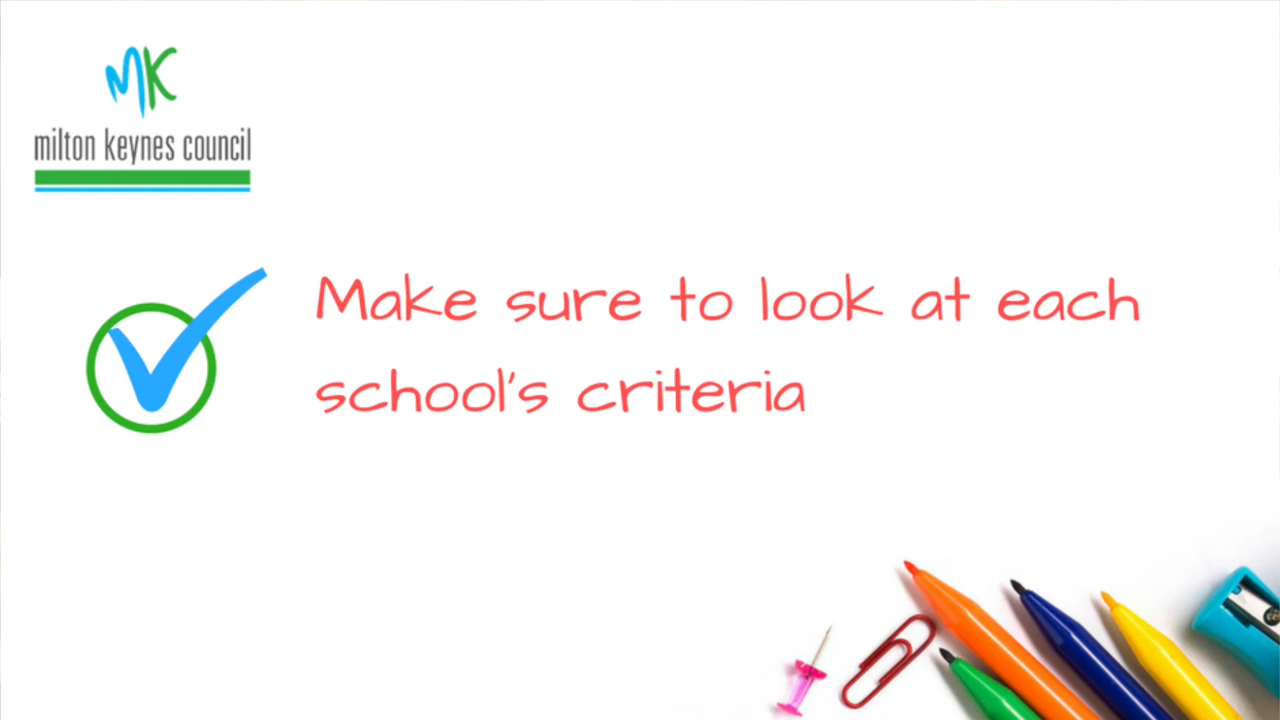 MK
milton keynes council
Make sure to look at each
school's criteria